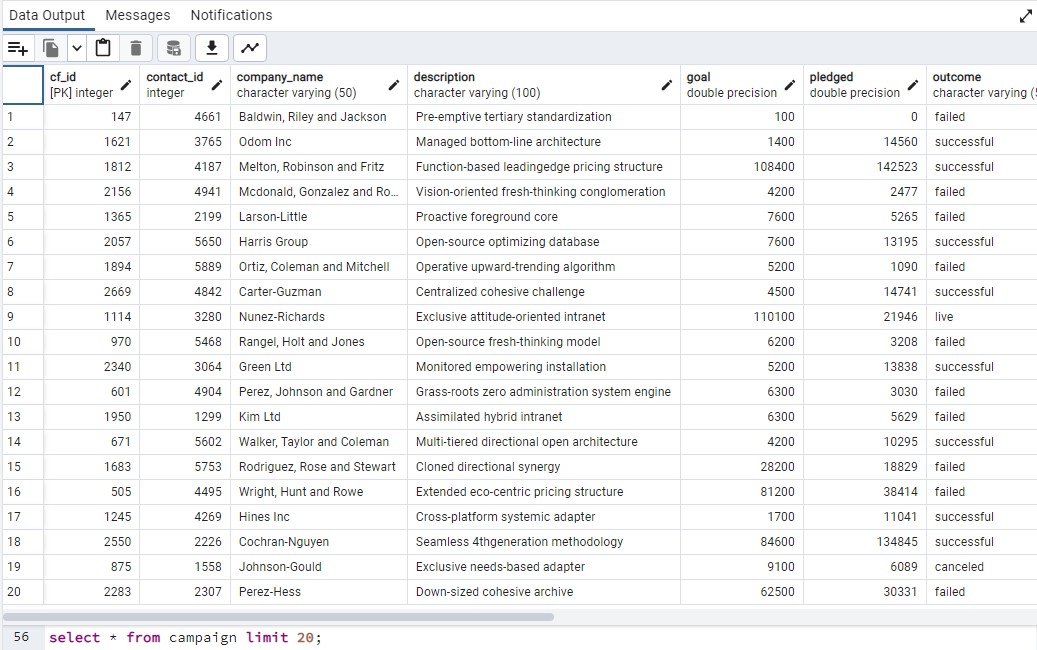 Data Output Messages Notifications
cf_id contact_id company_name description goal pledged outcome
[PK] integer integer character varying (50) character varying (100) double precision double precision character varying (
1 147 4661 Baldwin, Riley and Jackson Pre-emptive tertiary standardization 100 0 failed
2 1621 3765 Odom Inc Managed bottom-line architecture 1400 14560 successful
3 1812 4187 Melton, Robinson and Fritz Function-based leadingedge pricing structure 108400 142523 successful
4 2156 4941 Mcdonald, Gonzalez and Ro... Vision-oriented fresh-thinking conglomeration 4200 2477 failed
5 1365 2199 Larson-Little Proactive foreground core 7600 5265 failed
6 2057 5650 Harris Group Open-source optimizing database 7600 13195 successful
7 1894 5889 Ortiz, Coleman and Mitchell Operative upward-trending algorithm 5200 1090 failed
8 2669 4842 Carter-Guzman Centralized cohesive challenge 4500 14741 successful
9 1114 3280 Nunez-Richards Exclusive attitude-oriented intranet 110100 21946 live
10 970 5468 Rangel, Holt and Jones Open-source fresh-thinking model 6200 3208 failed
11 2340 3064 Green Ltd Monitored empowering installation 5200 13838 successful
12 601 4904 Perez, Johnson and Gardner Grass-roots zero administration system engine 6300 3030 failed
13 1950 1299 Kim Ltd Assimilated hybrid intranet 6300 5629 failed
14 671 5602 Walker, Taylor and Coleman Multi-tiered directional open architecture 4200 10295 successful
15 1683 5753 Rodriguez, Rose and Stewart Cloned directional synergy 28200 18829 failed
16 505 4495 Wright, Hunt and Rowe Extended eco-centric pricing structure 81200 38414 failed
17 1245 4269 Hines Inc Cross-platform systemic adapter 1700 11041 successful
18 2550 2226 Cochran-Nguyen Seamless 4thgeneration methodology 84600 134845 successful
19 875 1558 Johnson-Gould Exclusive needs-based adapter 9100 6089 canceled
20 2283 2307 Perez-Hess Down-sized cohesive archive 62500 30331 failed
56 select * from campaign limit 20;